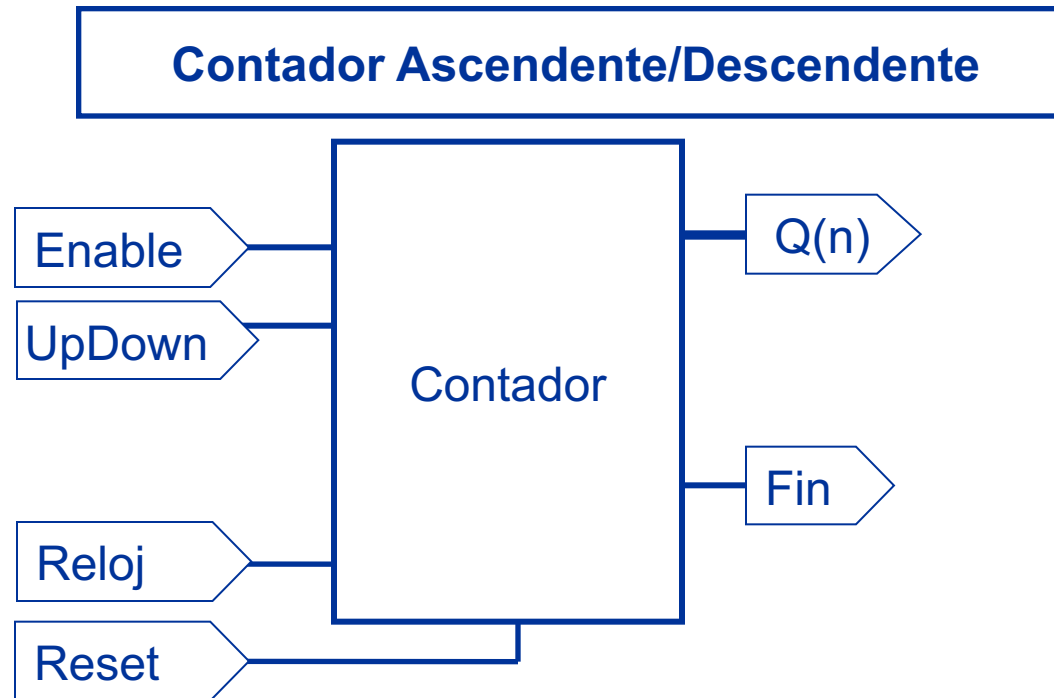 Contador Ascendente/Descendente
Enable
UpDown
Reloj
Reset
Contador
Q(n)
Fin